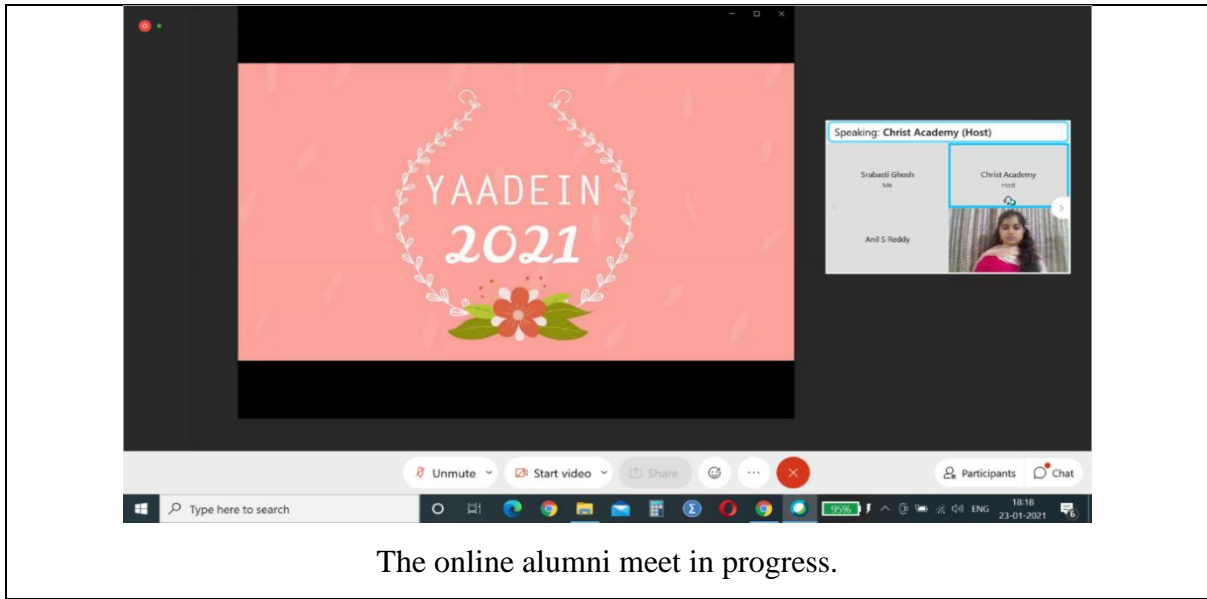 YAADEIN
2021
Speaking: Christ Academy (Host)
Srabasti Ghosh
Me
Christ Academy
Host
Anil S Reddy
Unmute
Start video
Share
Participants
Chat
Type here to search
Σ
95%
ENG
18:18
23-01-2021
6
The online alumni meet in progress.